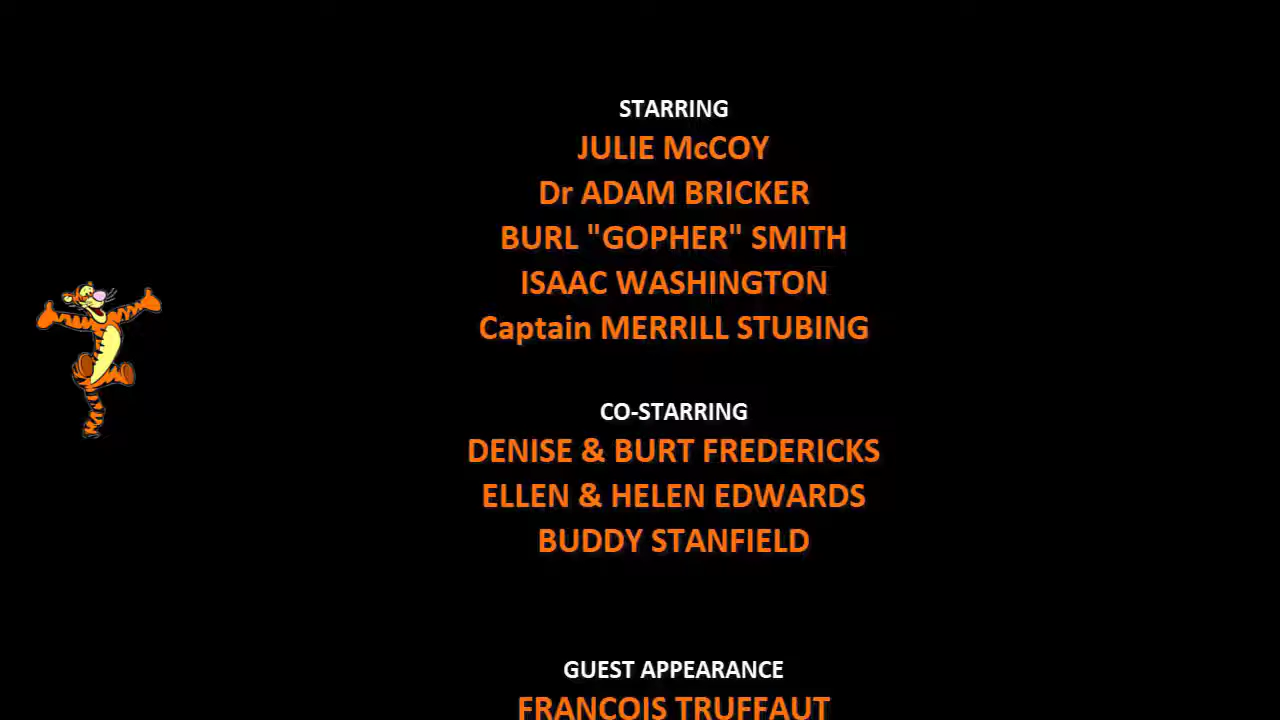 STARRING
JULIE McCOY
Dr ADAM BRICKER
BURL "GOPHER" SMITH
ISAAC WASHINGTON
Captain MERRILL STUBING
CO-STARRING
DENISE & BURT FREDERICKS
ELLEN & HELEN EDWARDS
BUDDY STANFIELD
GUEST APPEARANCE
FRANCOIS TRUFFAUT